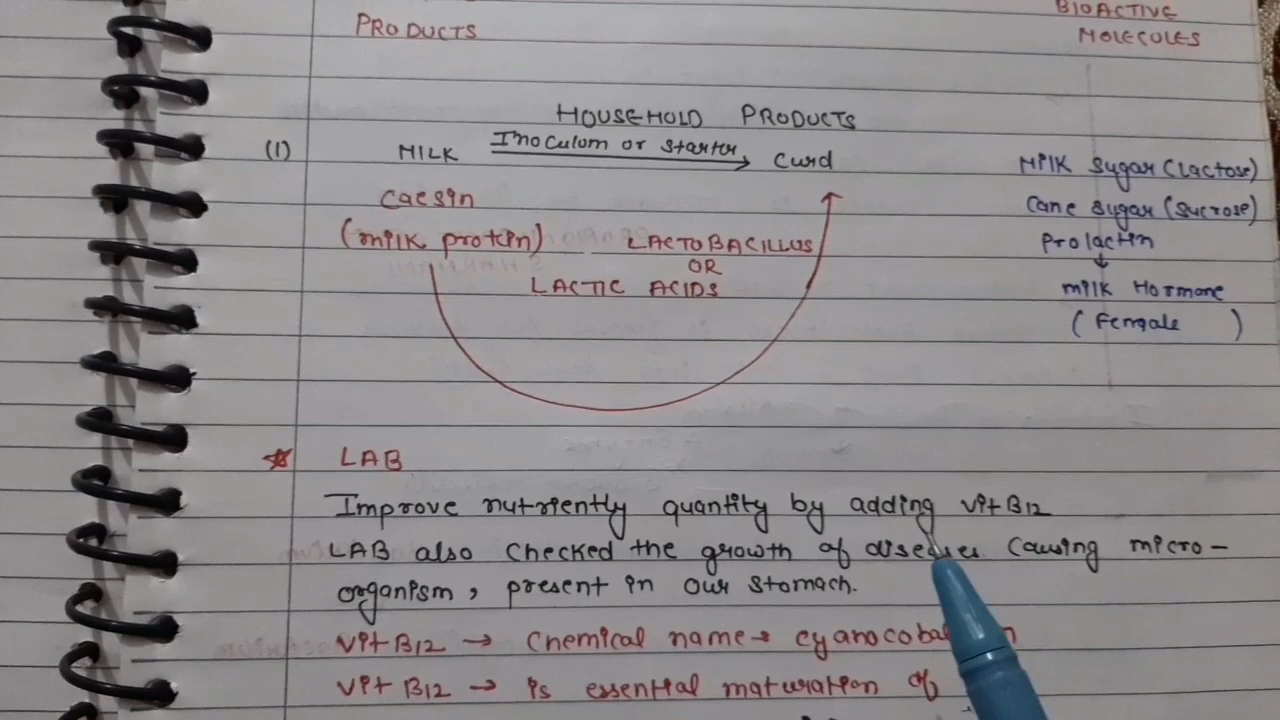 PRODUCTS
BIOACTIVE
MOLECULES
HOUSEHOLD PRODUCTS
(1) MILK Inoculum or starter Curd
Caesin
(milk protein)
LACTOBACILLUS
OR
LACTIC ACIDS
Milk Sugar (Lactose)
Cane Sugar (Sucrose)
Prolactin
↓
milk Hormone
(Female )
LAB
Improve nutriently quantity by adding vit B12
LAB also checked the growth of diseases causing micro-
organism, present in our stomach.
Vit B12 → Chemical name →
Vit B12 → is essential maturation of